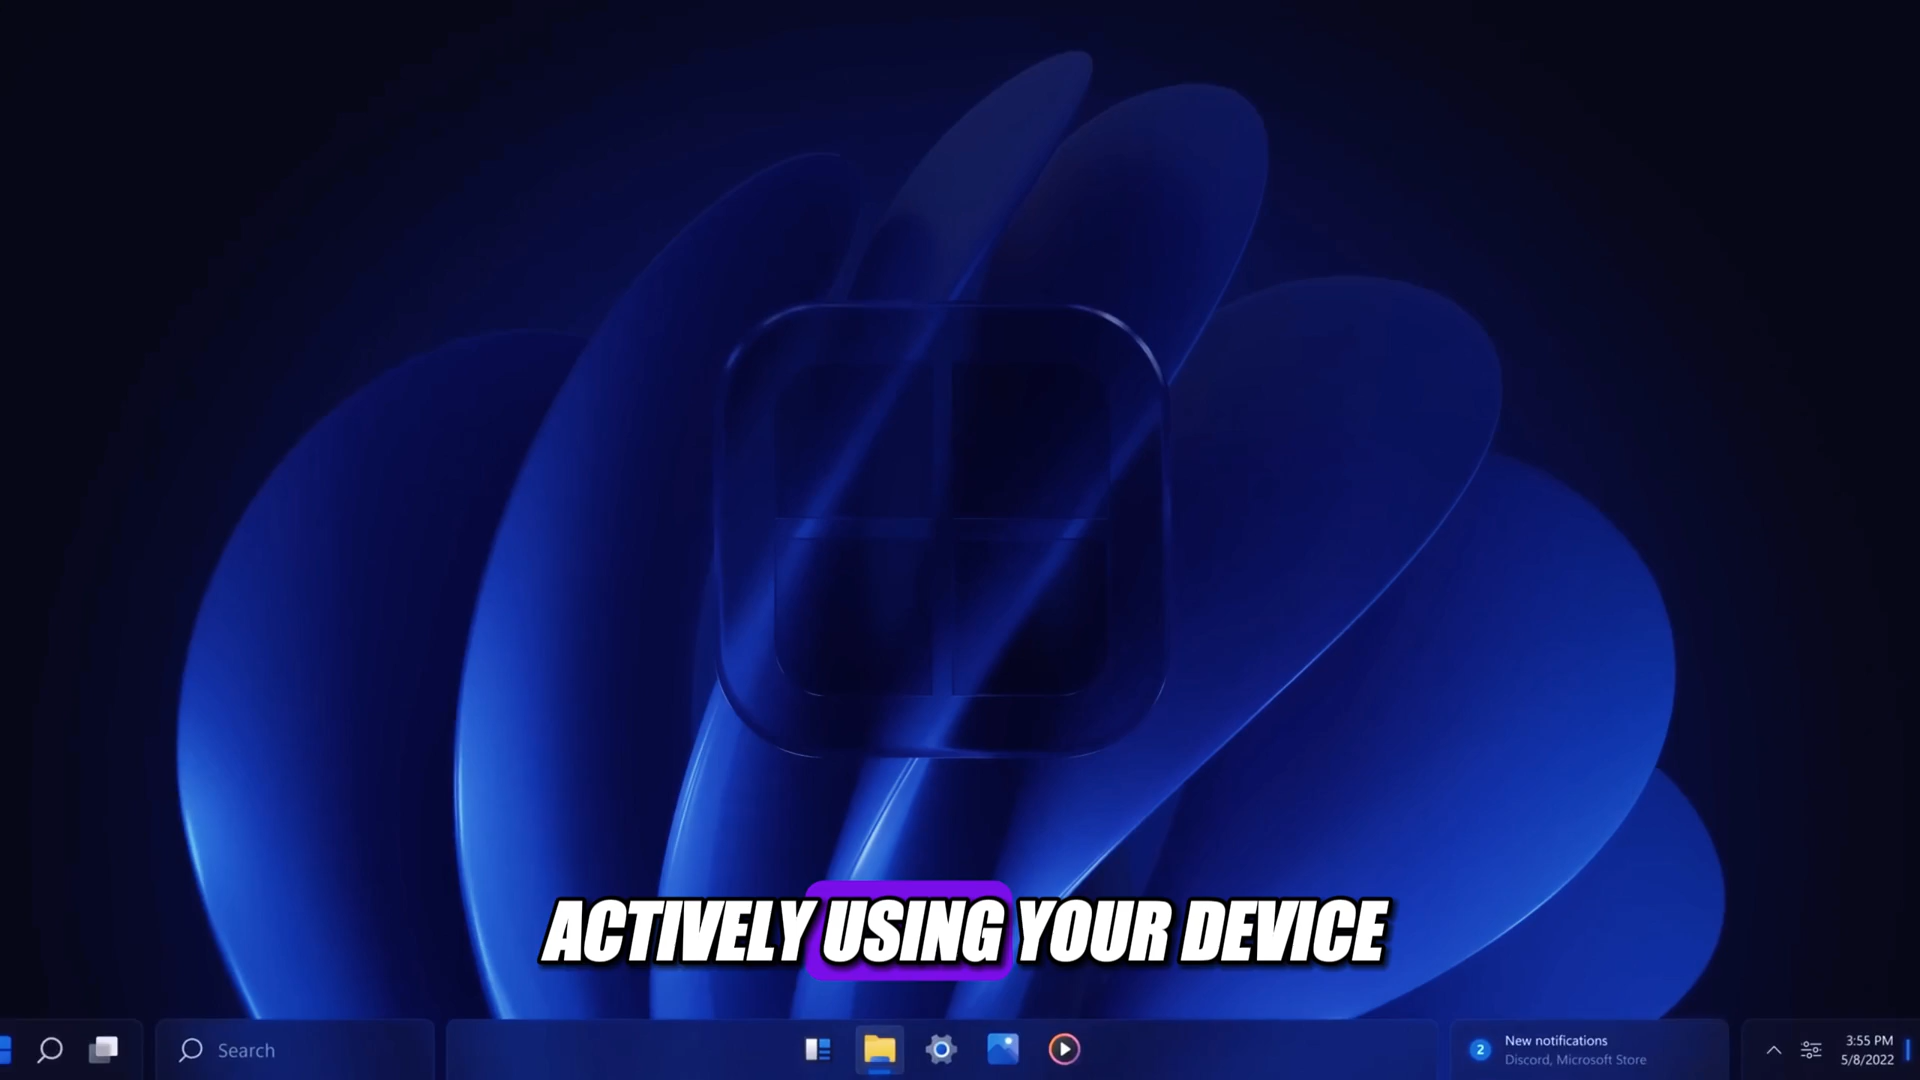 ACTIVELY USING YOUR DEVICE
Search
2
New notifications
Discord, Microsoft Store
3:55 PM
5/8/2022